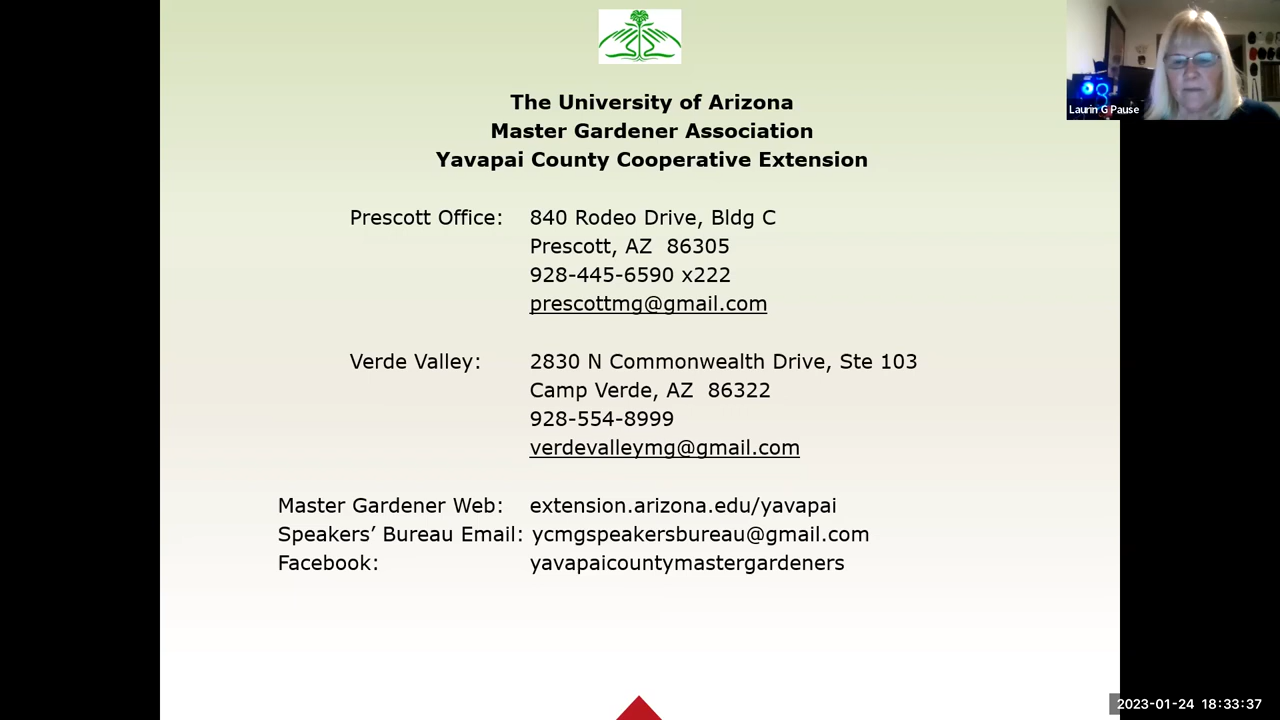 The University of Arizona
Master Gardener Association
Yavapai County Cooperative Extension
Prescott Office: 840 Rodeo Drive, Bldg C
Prescott, AZ 86305
928-445-6590 x222
prescottmg@gmail.com
Verde Valley: 2830 N Commonwealth Drive, Ste 103
Camp Verde, AZ 86322
928-554-8999
verdevalleymg@gmail.com
Master Gardener Web: extension.arizona.edu/yavapai
Speakers’ Bureau Email: ycmgspeakersbureau@gmail.com
Facebook: yavapaicountymastergardeners
Laurin G Pause
2023-01-24 18:33:37